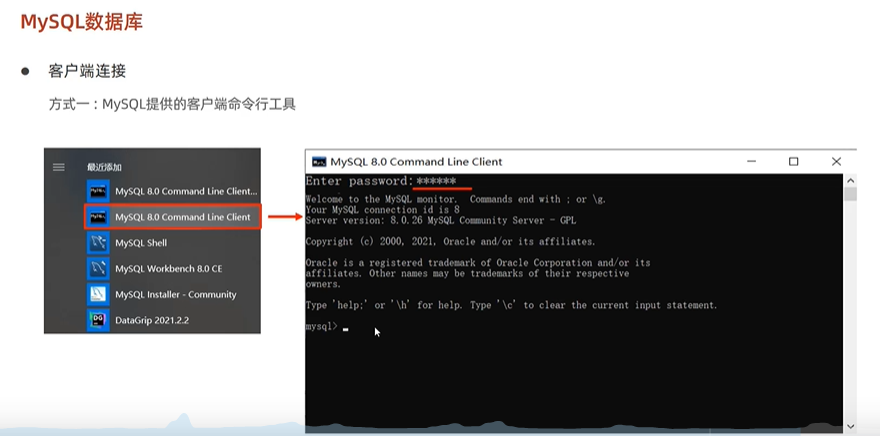 MySQL数据库
● 客户端连接
方式一：MySQL提供的客户端命令行工具
最近添加
MySQL 8.0 Command Line Client...
MySQL 8.0 Command Line Client
MySQL Shell
MySQL Workbench 8.0 CE
MySQL Installer - Community
DataGrip 2021.2.2
MySQL 8.0 Command Line Client
Enter password:******
Welcome to the MySQL monitor.  Commands end with ; or \g.
Your MySQL connection id is 8
Server version: 8.0.26 MySQL Community Server - GPL
Copyright (c) 2000, 2021, Oracle and/or its affiliates.
Oracle is a registered trademark of Oracle Corporation and/or its
affiliates. Other names may be trademarks of their respective
owners.
Type 'help;' or '\h' for help. Type '\c' to clear the current input statement.
mysql>